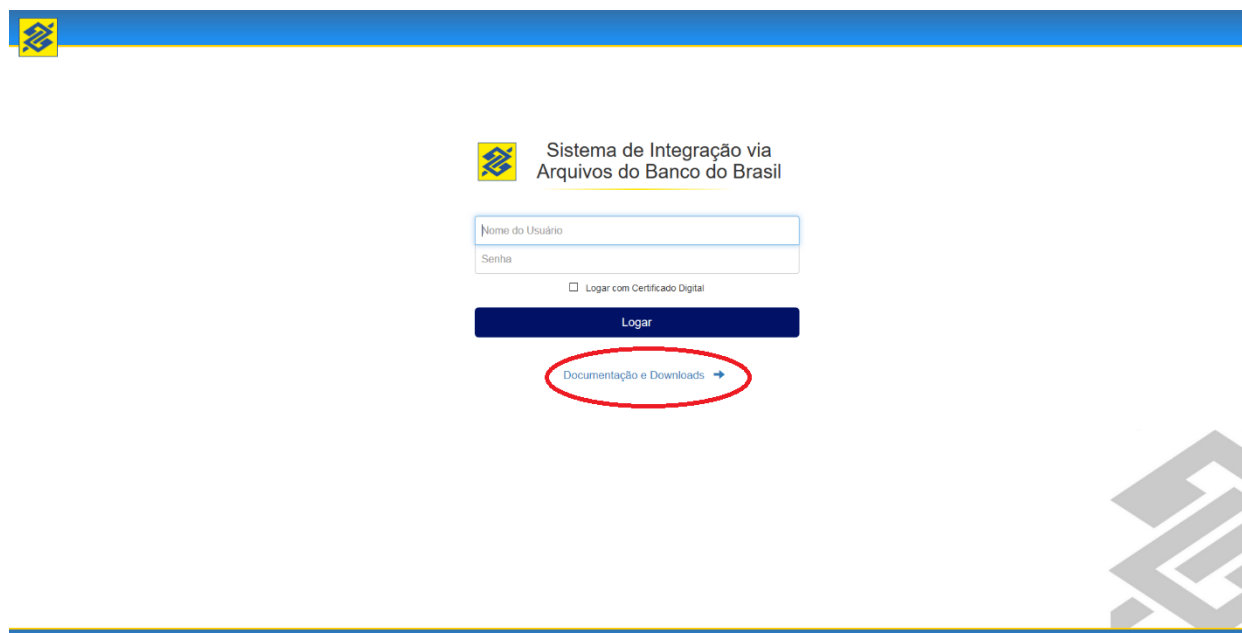 Sistema de Integração via
Arquivos do Banco do Brasil
Nome do Usuário
Senha
Logar com Certificado Digital
Logar
Documentação e Downloads